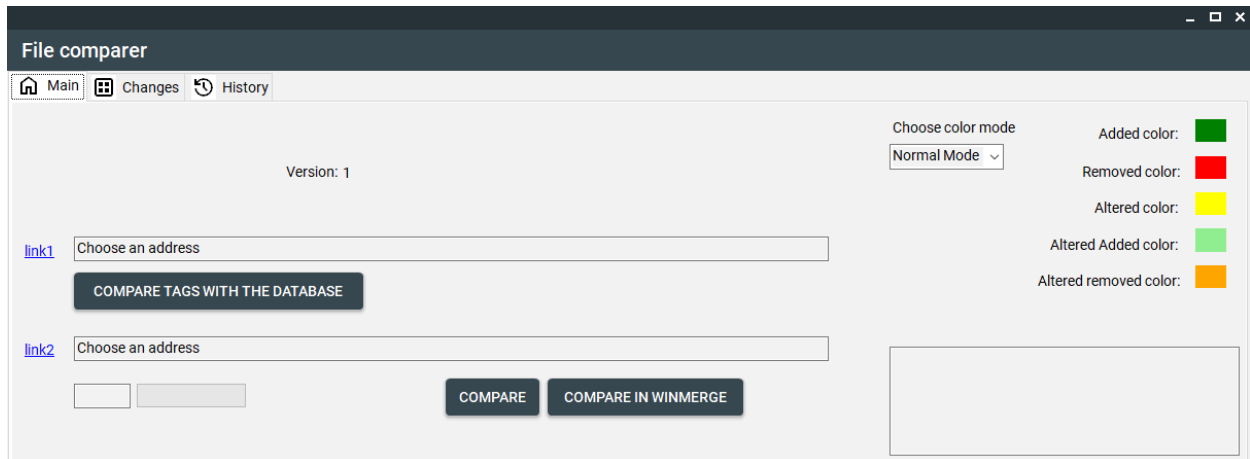 File comparer
Main Changes History
Choose color mode
Normal Mode
Added color:
Removed color:
Altered color:
Altered Added color:
Altered removed color:
Version: 1
link1 Choose an address
COMPARE TAGS WITH THE DATABASE
link2 Choose an address
COMPARE COMPARE IN WINMERGE